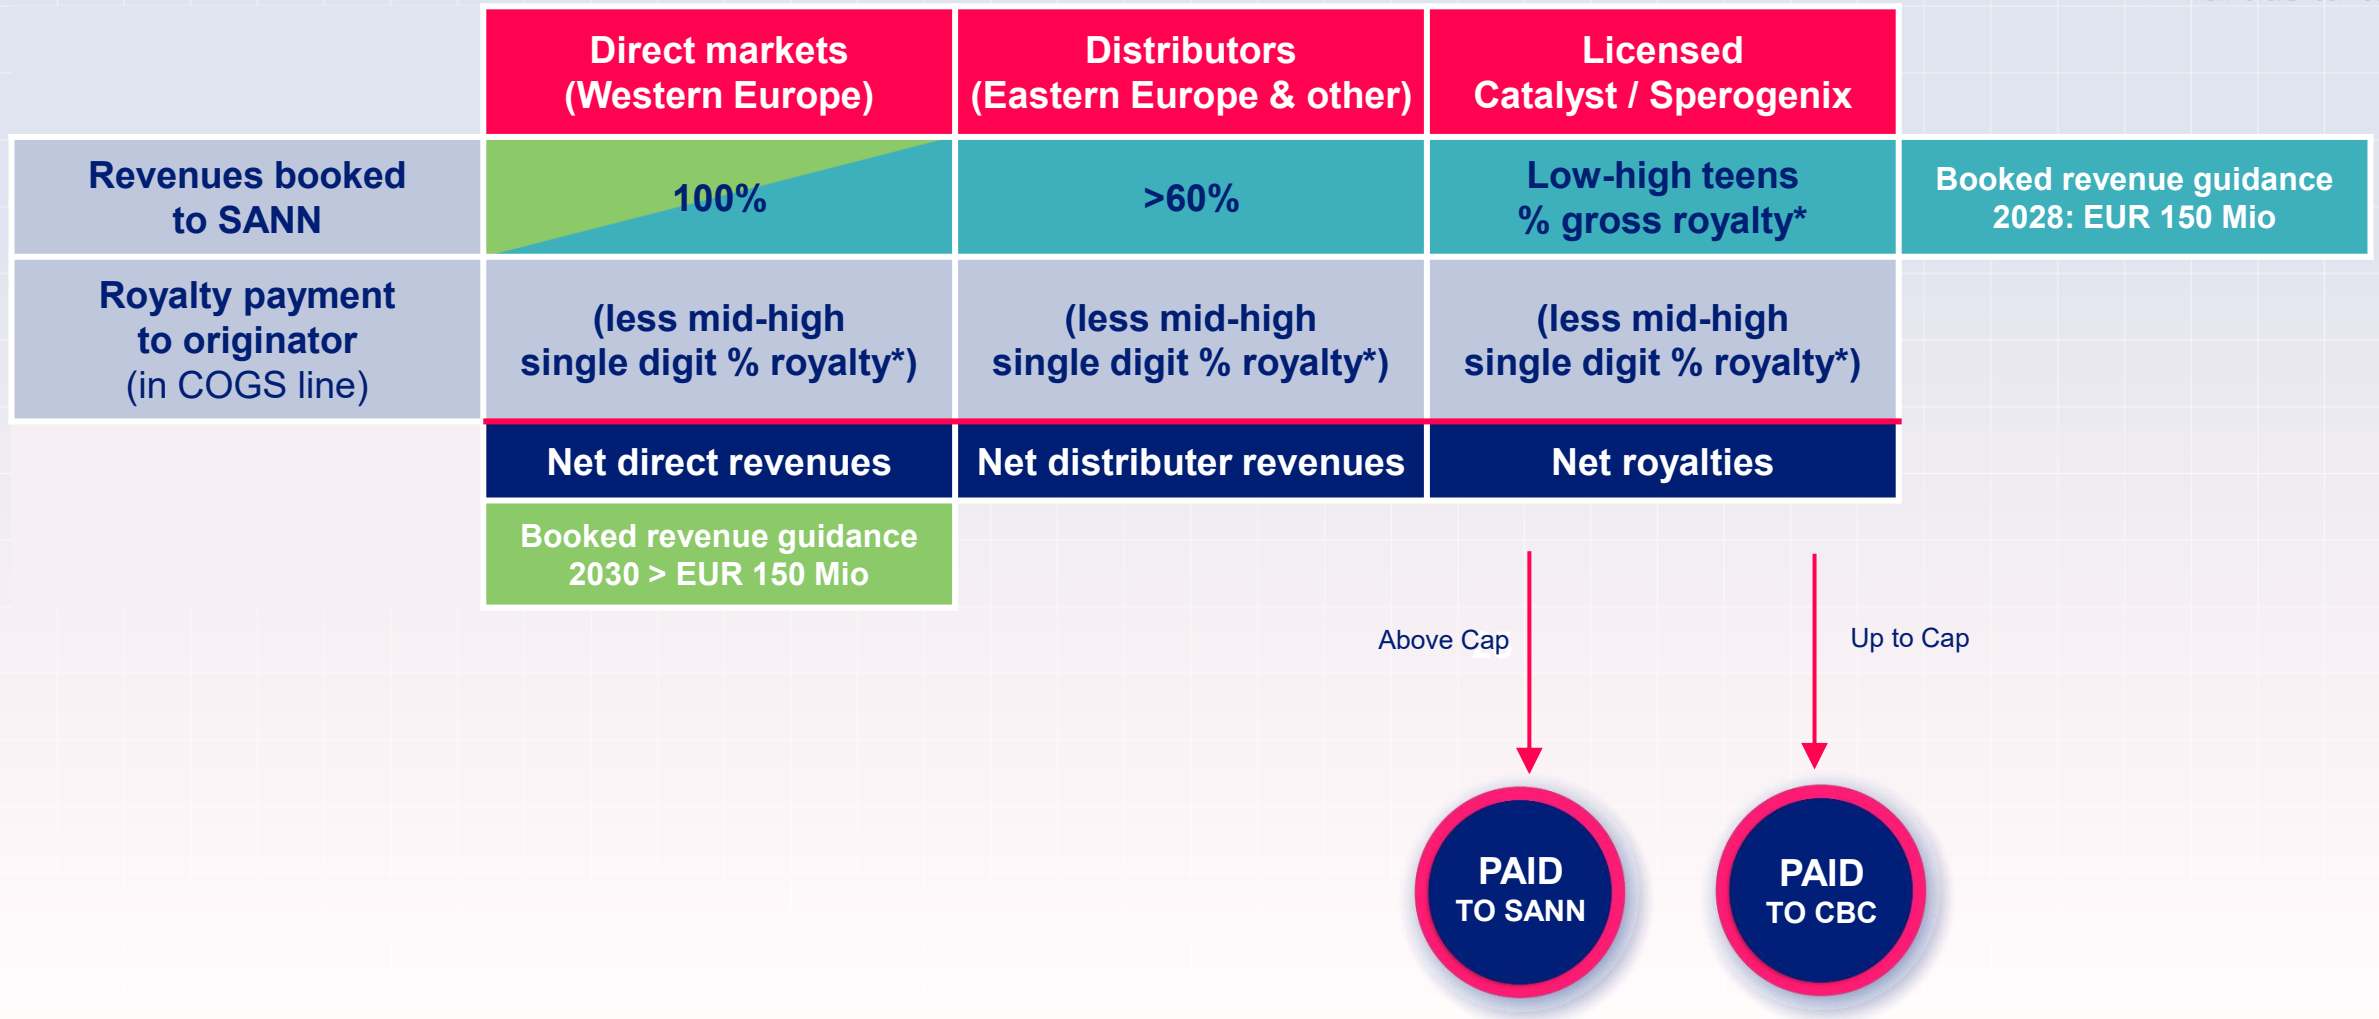 Direct markets
(Western Europe)
Distributors
(Eastern Europe & other)
Licensed
Catalyst / Sperogenix
Revenues booked
to SANN
100%
>60%
Low-high teens
% gross royalty*
Booked revenue guidance
2028: EUR 150 Mio
Royalty payment
to originator
(in COGS line)
(less mid-high
single digit % royalty*)
(less mid-high
single digit % royalty*)
(less mid-high
single digit % royalty*)
Net direct revenues
Net distributer revenues
Net royalties
Booked revenue guidance
2030 > EUR 150 Mio
Above Cap
Up to Cap
PAID
TO SANN
PAID
TO CBC